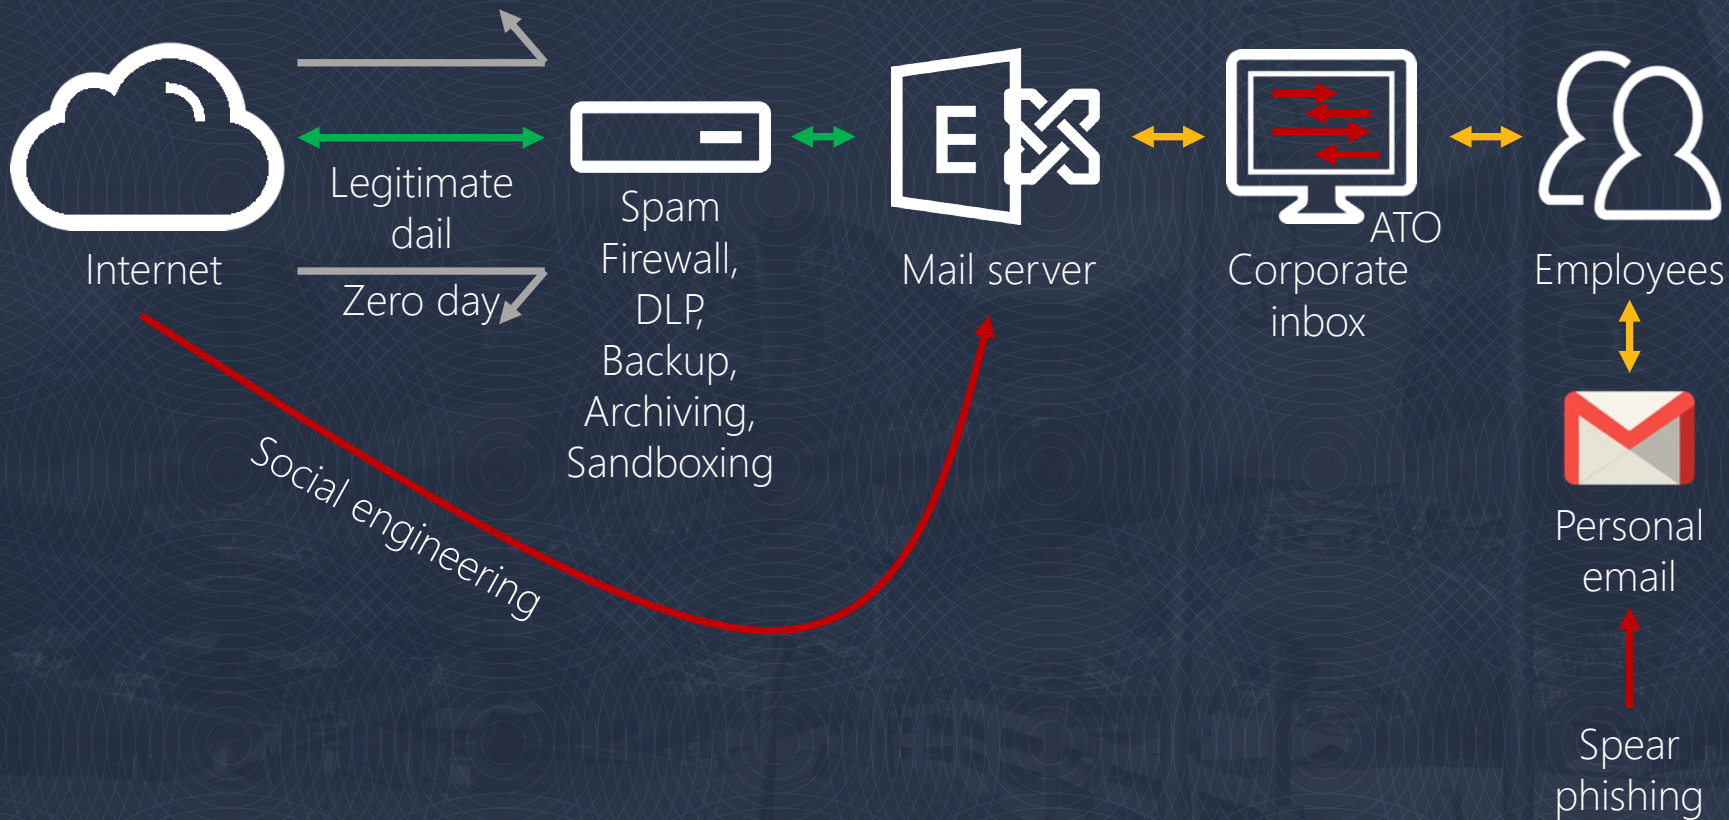 Internet
Legitimate
dail
Zero day
Spam
Firewall,
DLP,
Backup,
Archiving,
Sandboxing
E
Mail server
ATO
Corporate
inbox
Employees
Personal
email
Spear
phishing
Social engineering